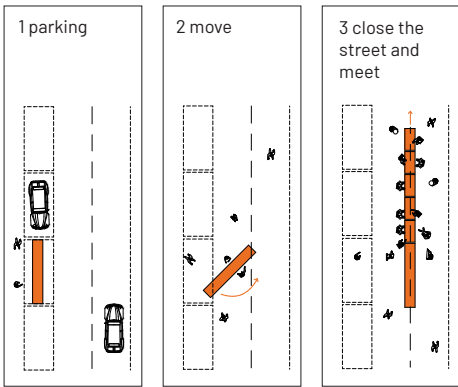 1 parking
2 move
3 close the
street and
meet